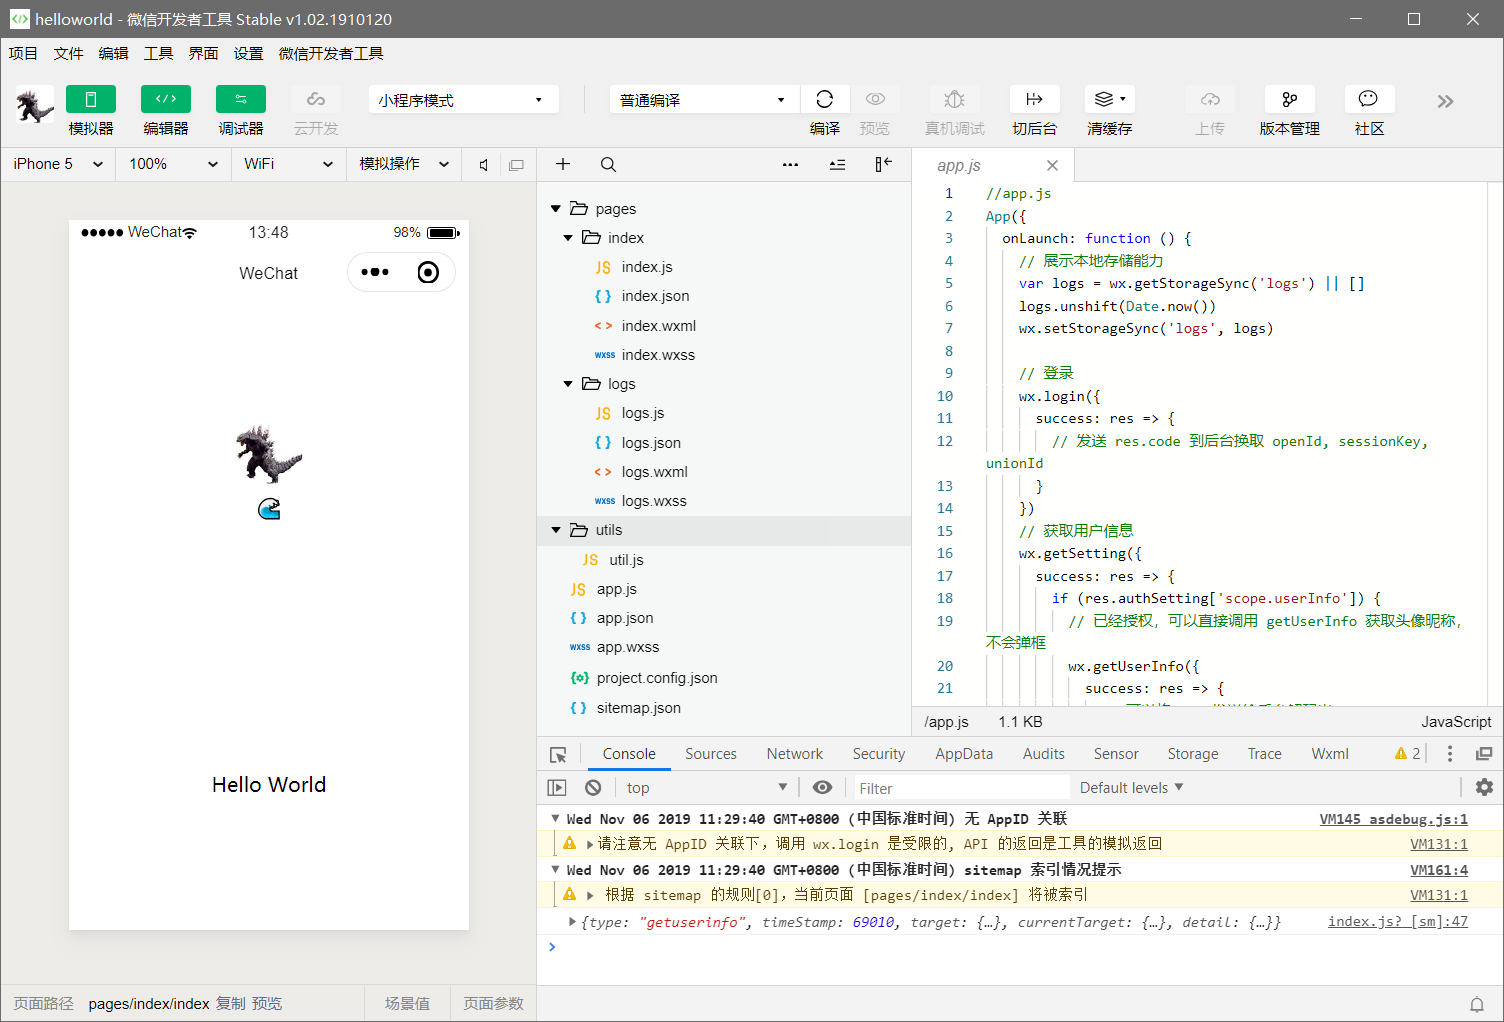 helloworld - 微信开发者工具 Stable v1.02.1910120
项目 文件 编辑 工具 界面 设置 微信开发者工具
小程序模式 普通编译
模拟器 编辑器 调试器 云开发 编译 预览 真机调试 切后台 清缓存 上传 版本管理 社区
iPhone 5 100% WiFi 模拟操作
WeChat 13:48 98%
WeChat
Hello World
页面路径 pages/index/index 复制 预览 场景值 页面参数
pages
index
JS index.js
{ } index.json
< > index.wxml
wxss index.wxss
logs
JS logs.js
{ } logs.json
< > logs.wxml
wxss logs.wxss
utils
JS util.js
JS app.js
{ } app.json
wxss app.wxss
project.config.json
{ } sitemap.json
app.js
1 //app.js
2 App({
3 onLaunch: function () {
4 // 展示本地存储能力
5 var logs = wx.getStorageSync('logs') || []
6 logs.unshift(Date.now())
7 wx.setStorageSync('logs', logs)
8
9 // 登录
10 wx.login({
11 success: res => {
12 // 发送 res.code 到后台换取 openId, sessionKey,
unionId
13 }
14 })
15 // 获取用户信息
16 wx.getSetting({
17 success: res => {
18 if (res.authSetting['scope.userInfo']) {
19 // 已经授权，可以直接调用 getUserInfo 获取头像昵称，
不会弹框
20 wx.getUserInfo({
21 success: res => {
/app.js 1.1 KB JavaScript
Console Sources Network Security AppData Audits Sensor Storage Trace Wxml 2
top Filter Default levels
Wed Nov 06 2019 11:29:40 GMT+0800 (中国标准时间) 无 AppID 关联 VM145 asdebug.js:1
请注意无 AppID 关联下，调用 wx.login 是受限的, API 的返回是工具的模拟返回 VM131:1
Wed Nov 06 2019 11:29:40 GMT+0800 (中国标准时间) sitemap 索引情况提示 VM161:4
根据 sitemap 的规则[0]，当前页面 [pages/index/index] 将被索引 VM131:1
{type: "getuserinfo", timeStamp: 69010, target: {…}, currentTarget: {…}, detail: {…}} index.js? [sm]:47